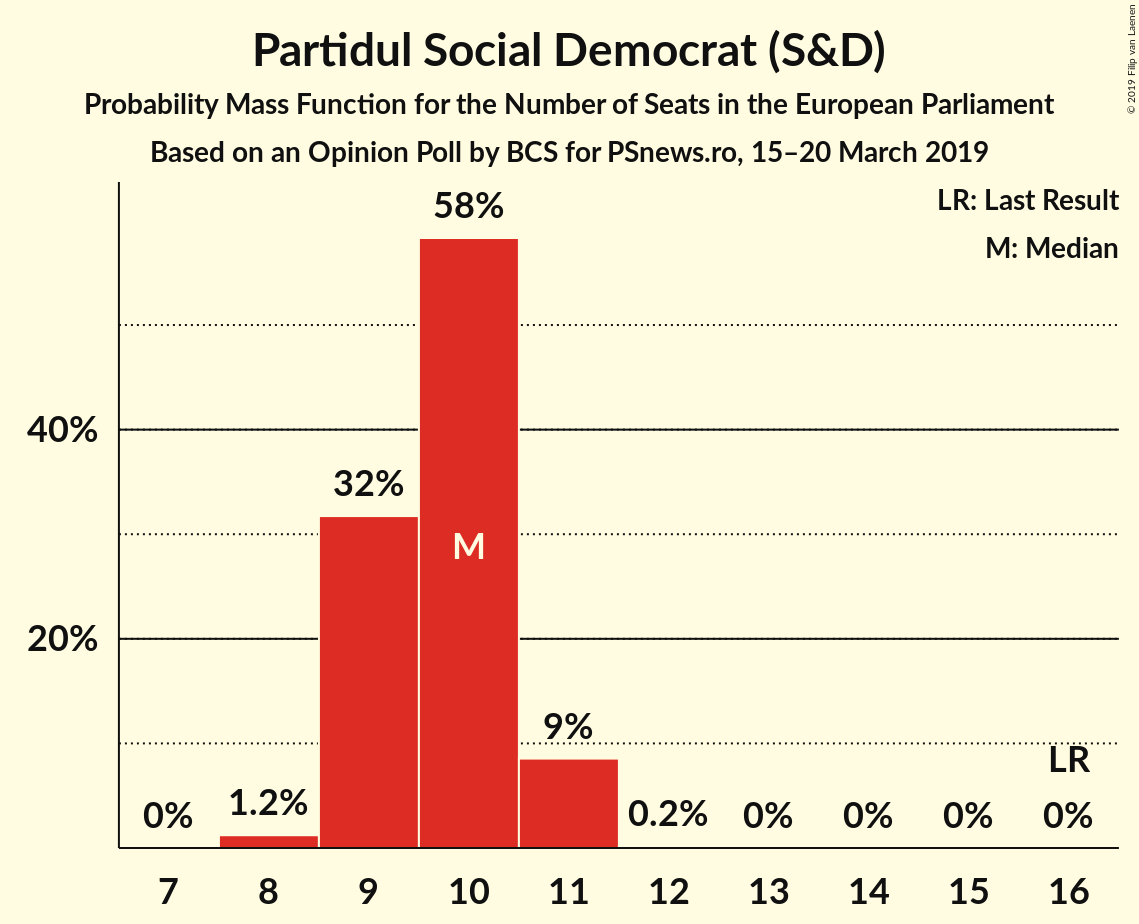 Partidul Social Democrat (S&D)
Probability Mass Function for the Number of Seats in the European Parliament
Based on an Opinion Poll by BCS for PSnews.ro, 15–20 March 2019
© 2019 Filip van Laenen
LR: Last Result
M: Median
58%
40%
32%
M
20%
9%
LR
0% 1.2% 0.2% 0% 0% 0% 0%
7 8 9 10 11 12 13 14 15 16